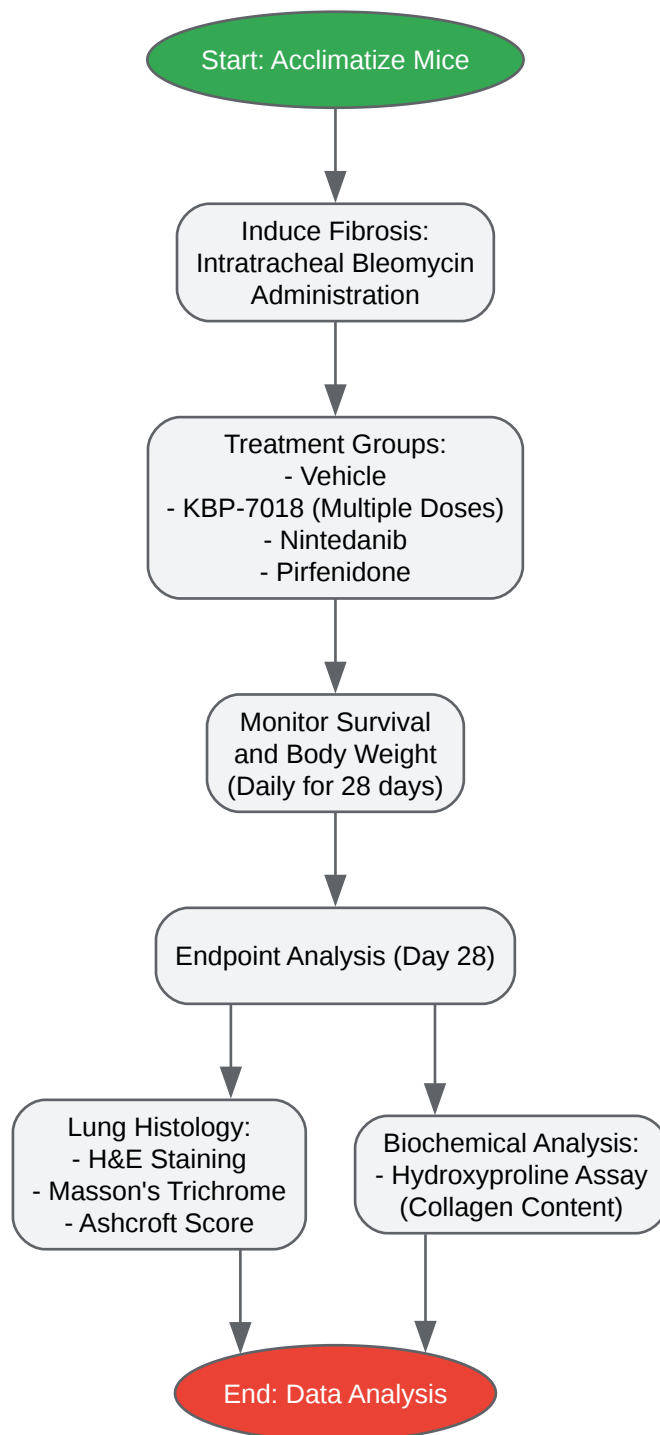 Start: Acclimatize Mice
Induce Fibrosis:
Intratracheal Bleomycin
Administration
Treatment Groups:
- Vehicle
- KBP-7018 (Multiple Doses)
- Nintedanib
- Pirfenidone
Monitor Survival
and Body Weight
(Daily for 28 days)
Endpoint Analysis (Day 28)
Lung Histology:
- H&E Staining
- Masson's Trichrome
- Ashcroft Score
Biochemical Analysis:
- Hydroxyproline Assay
(Collagen Content)
End: Data Analysis